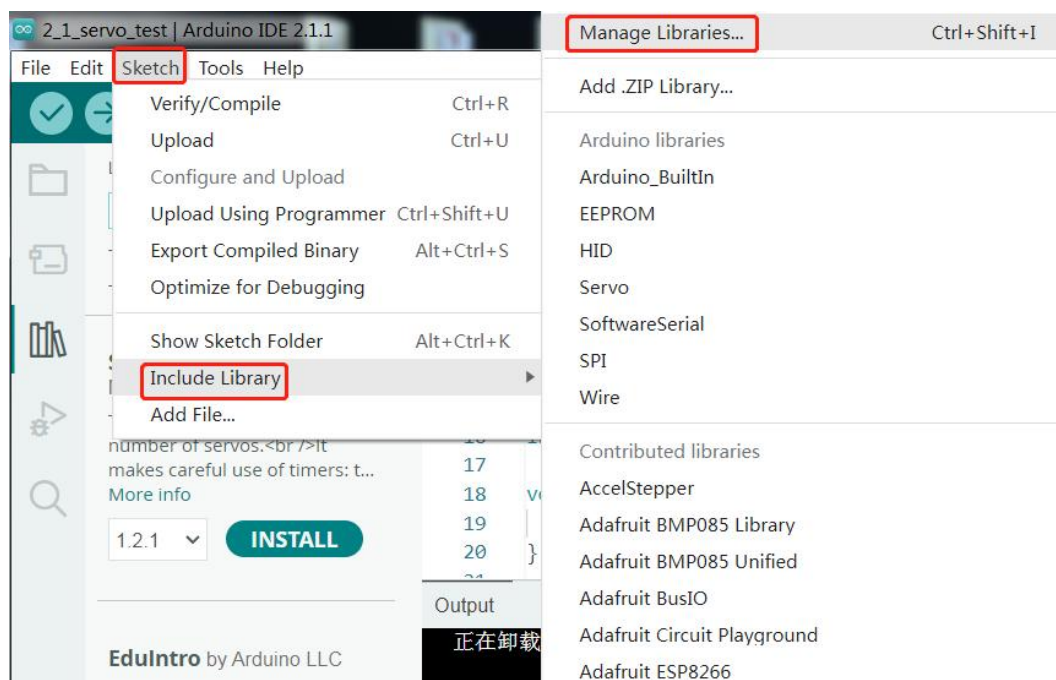 2_1_servo_test | Arduino IDE 2.1.1
File Edit Sketch Tools Help
Verify/Compile Ctrl+R
Upload Ctrl+U
Configure and Upload
Upload Using Programmer Ctrl+Shift+U
Export Compiled Binary Alt+Ctrl+S
Optimize for Debugging
Show Sketch Folder Alt+Ctrl+K
Include Library
Add File...
number of servos.<br />It
makes careful use of timers: t...
More info
1.2.1 INSTALL
EduIntro by Arduino LLC
17
18
19
20 }
Output
正在卸载
Manage Libraries... Ctrl+Shift+I
Add .ZIP Library...
Arduino libraries
Arduino_BuiltIn
EEPROM
HID
Servo
SoftwareSerial
SPI
Wire
Contributed libraries
AccelStepper
Adafruit BMP085 Library
Adafruit BMP085 Unified
Adafruit BusIO
Adafruit Circuit Playground
Adafruit ESP8266